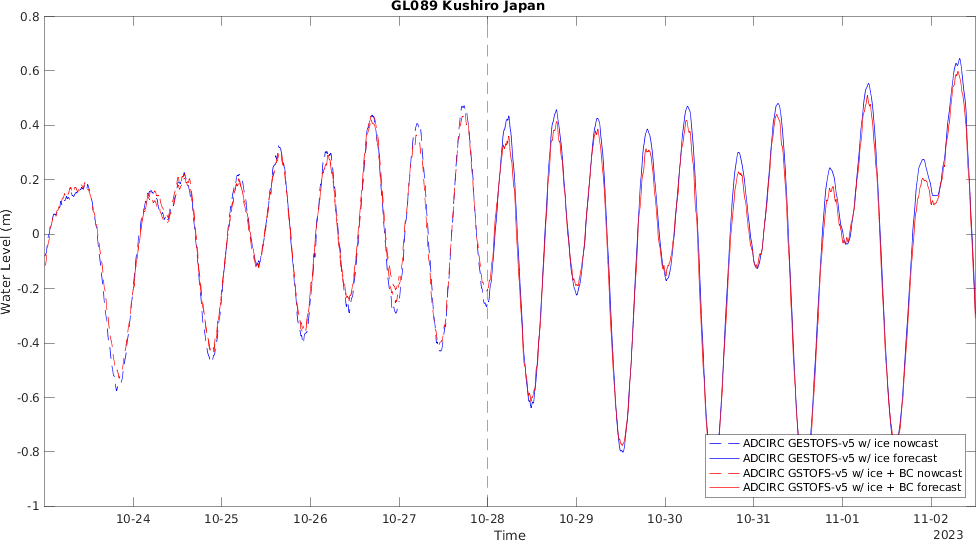 GL089 Kushiro Japan
0.8
0.6
0.4
0.2
0
-0.2
-0.4
-0.6
-0.8
-1
Water Level (m)
ADCIRC GESTOFS-v5 w/ ice nowcast
ADCIRC GESTOFS-v5 w/ ice forecast
ADCIRC GSTOFS-v5 w/ ice + BC nowcast
ADCIRC GSTOFS-v5 w/ ice + BC forecast
10-24 10-25 10-26 10-27 10-28 10-29 10-30 10-31 11-01 11-02
Time
2023